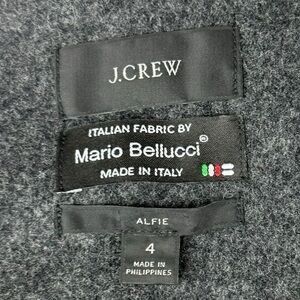 J.CREW
ITALIAN FABRIC BY
Mario Bellucci®
MADE IN ITALY
ALFIE
4
MADE IN
PHILIPPINES